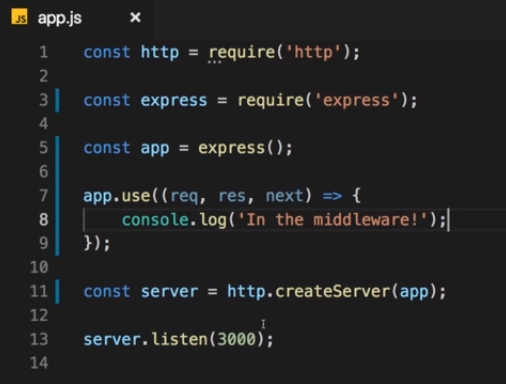 JS app.js ×
1 const http = require('http');
2
3 const express = require('express');
4
5 const app = express();
6
7 app.use((req, res, next) => {
8     console.log('In the middleware!');
9 });
10
11 const server = http.createServer(app);
12
13 server.listen(3000);
14